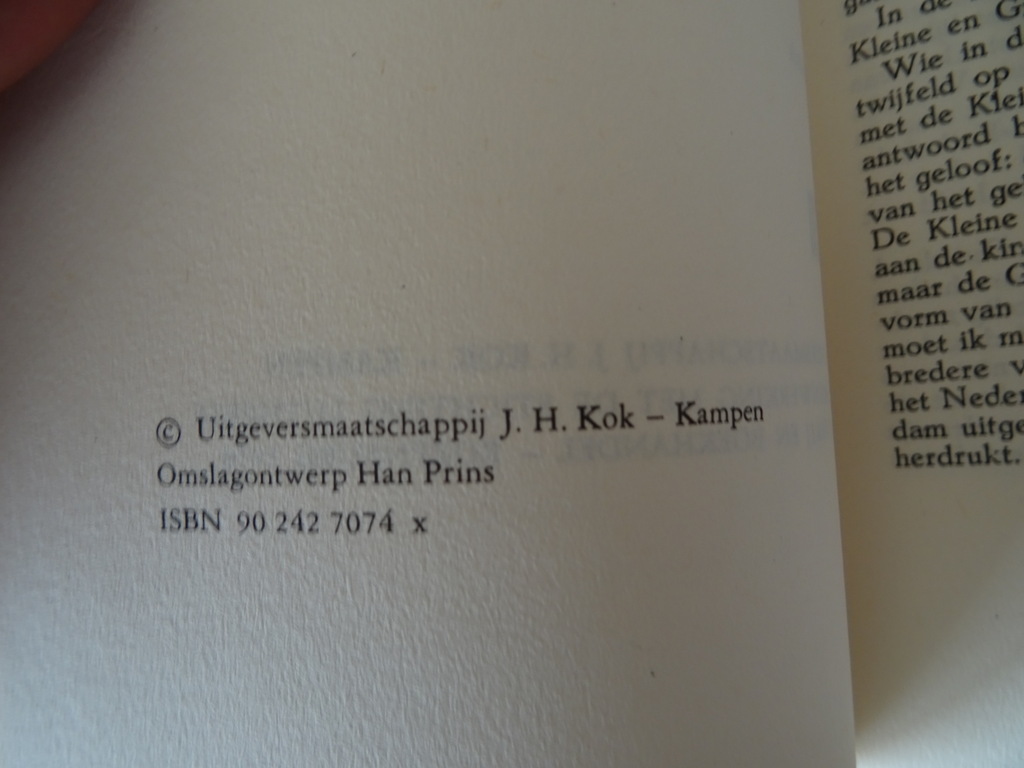 © Uitgeversmaatschappij J. H. Kok – Kampen
Omslagontwerp Han Prins
ISBN 90 242 7074 x
In de
Kleine en G
Wie in d
twijfeld op
met de Klei
antwoord b
het geloof:
van het ge
De Kleine
aan de kin
maar de G
vorm van
moet ik m
bredere v
het Neder
dam uitge
herdrukt.